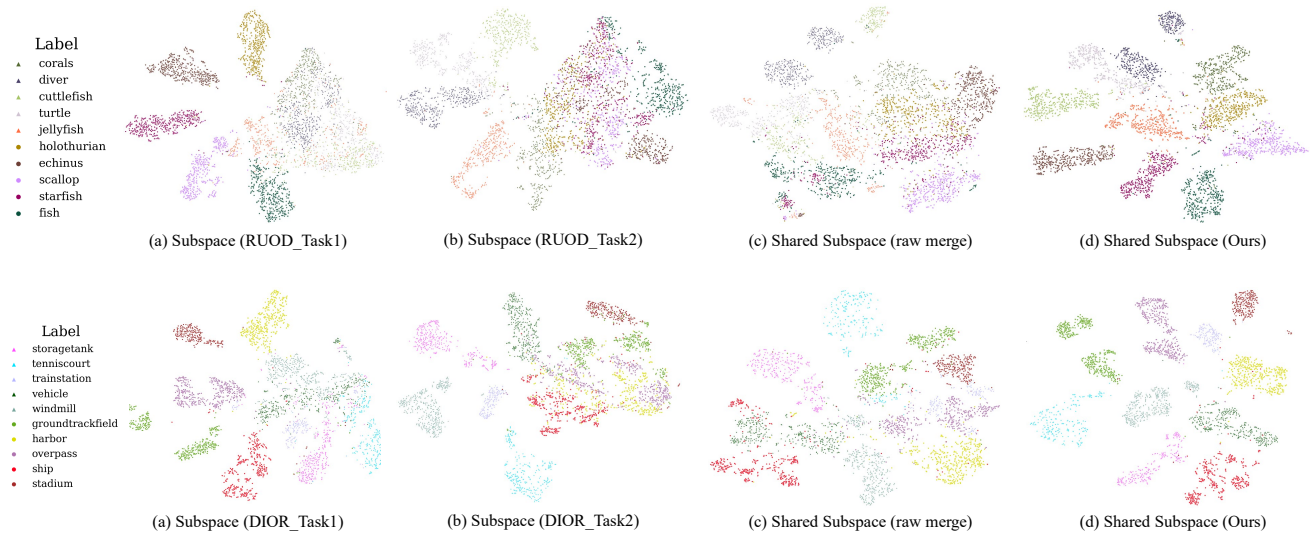 Label
corals
diver
cuttlefish
turtle
jellyfish
holothurian
echinus
scallop
starfish
fish
(a) Subspace (RUOD_Task1)
(b) Subspace (RUOD_Task2)
(c) Shared Subspace (raw merge)
(d) Shared Subspace (Ours)
Label
storagetank
tenniscourt
trainstation
vehicle
windmill
groundtrackfield
harbor
overpass
ship
stadium
(a) Subspace (DIOR_Task1)
(b) Subspace (DIOR_Task2)
(c) Shared Subspace (raw merge)
(d) Shared Subspace (Ours)